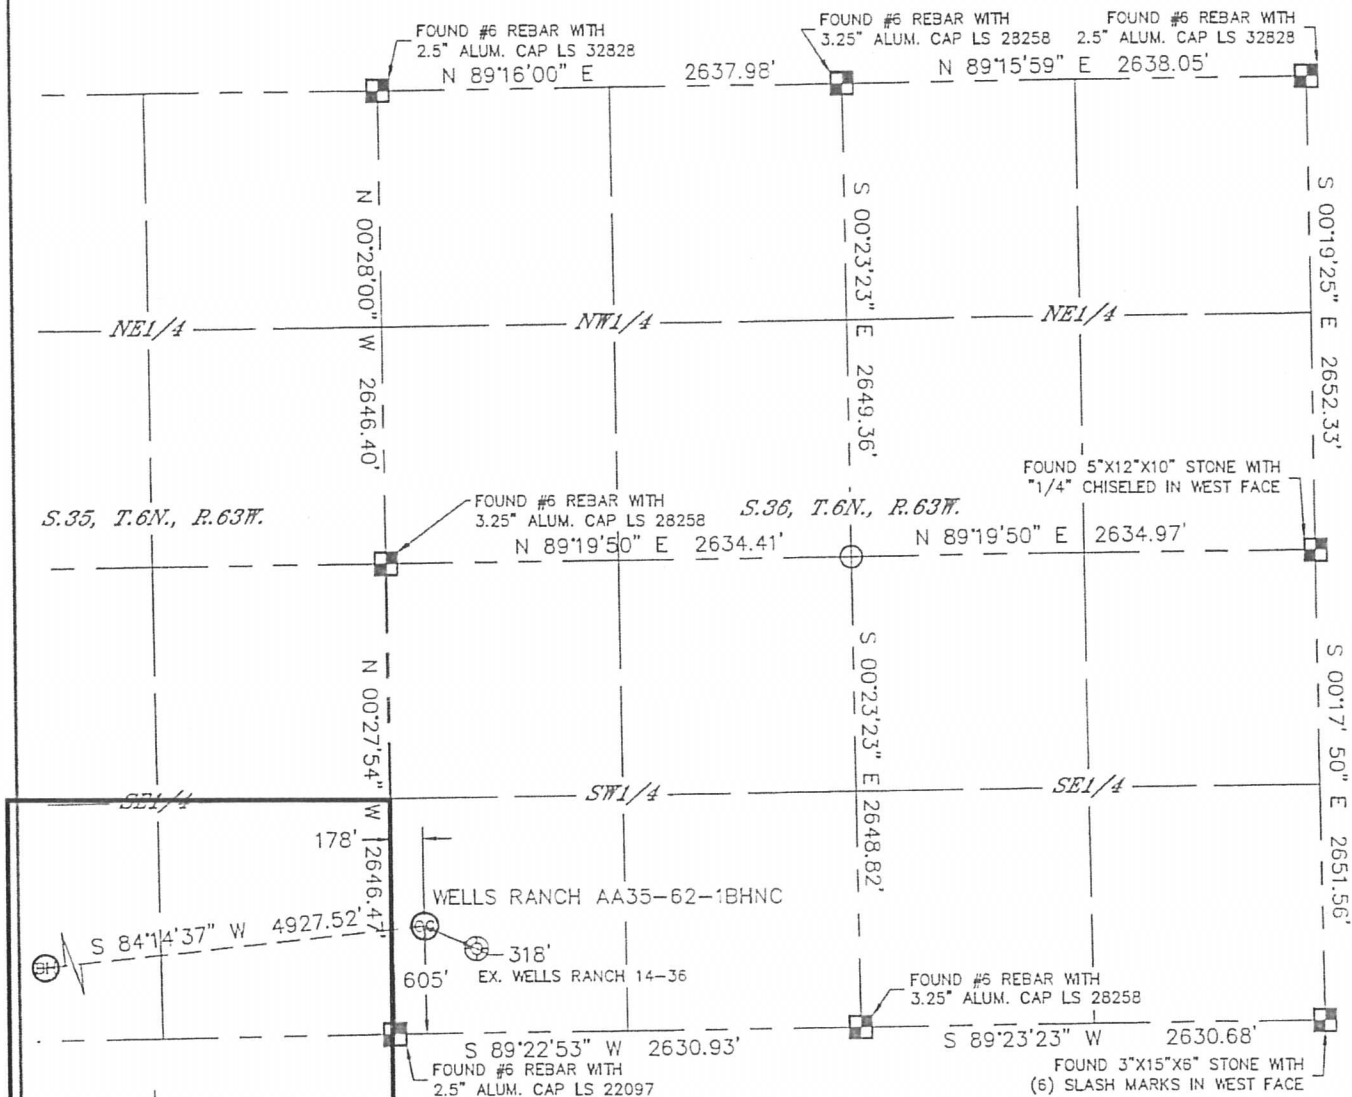 FOUND #6 REBAR WITH
2.5" ALUM. CAP LS 32828
FOUND #6 REBAR WITH
3.25" ALUM. CAP LS 28258
FOUND #6 REBAR WITH
2.5" ALUM. CAP LS 32828
N 89°16'00" E 2637.98'
N 89°15'59" E 2638.05'
N 00°28'00" W 2646.40'
S 00°23'23" E 2649.36'
S 00°19'25" E 2652.33'
NE1/4
NW1/4
NE1/4
FOUND 5"X12"X10" STONE WITH
"1/4" CHISELED IN WEST FACE
S.35, T.6N., R.63W.
FOUND #6 REBAR WITH
3.25" ALUM. CAP LS 28258
S.36, T.6N., R.63W.
N 89°19'50" E 2634.41'
N 89°19'50" E 2634.97'
N 00°27'54" W 2646.47'
S 00°23'23" E 2648.82'
S 00°17' 50" E 2651.56'
SE1/4
SW1/4
SE1/4
178'
WELLS RANCH AA35-62-1BHNC
S 84°14'37" W 4927.52'
BH
318'
EX. WELLS RANCH 14-36
605'
FOUND #6 REBAR WITH
3.25" ALUM. CAP LS 28258
S 89°22'53" W 2630.93'
S 89°23'23" W 2630.68'
FOUND #6 REBAR WITH
2.5" ALUM. CAP LS 22097
FOUND 3"X15"X6" STONE WITH
(6) SLASH MARKS IN WEST FACE